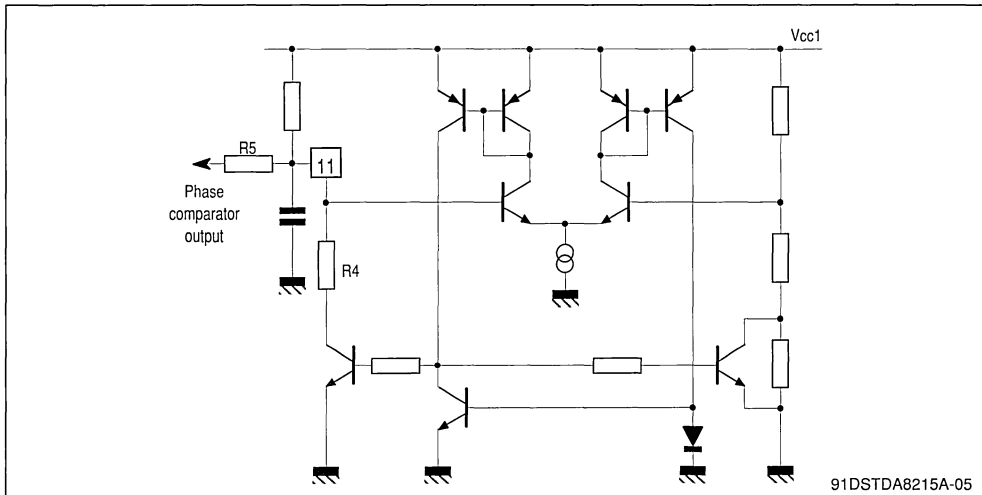 Vcc1
R5
11
Phase
comparator
output
R4
91DSTDA8215A-05